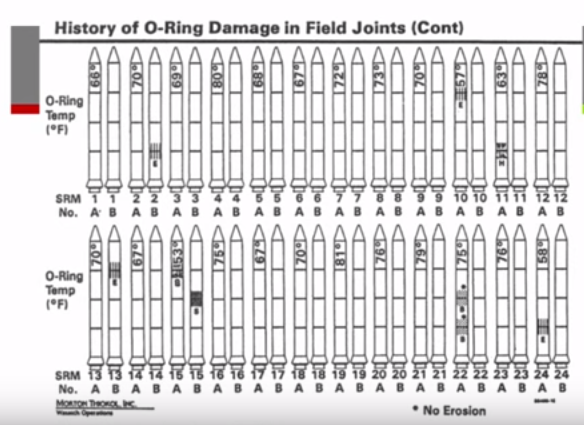 History of O-Ring Damage in Field Joints (Cont)
66° 70° 69° 80° 68° 67° 72° 73° 70° 57° 63° 78°
O-Ring
Temp
(°F)
E E H
SRM 1 1 2 2 3 3 4 4 5 5 6 6 7 7 8 8 9 9 10 10 11 11 12 12
No. A B A B A B A B A B A B A B A B A B A B A B A B
70° 67° 53° 75° 67° 70° 81° 76° 79° 75° 76° 58°
O-Ring
Temp
(°F)
E B B B B E
SRM 13 13 14 14 15 15 16 16 17 17 18 18 19 19 20 20 21 21 22 22 23 23 24 24
No. A B A B A B A B A B A B A B A B A B A B A B A B
MORTON THIOKOL, INC.
Wasatch Operations
* No Erosion